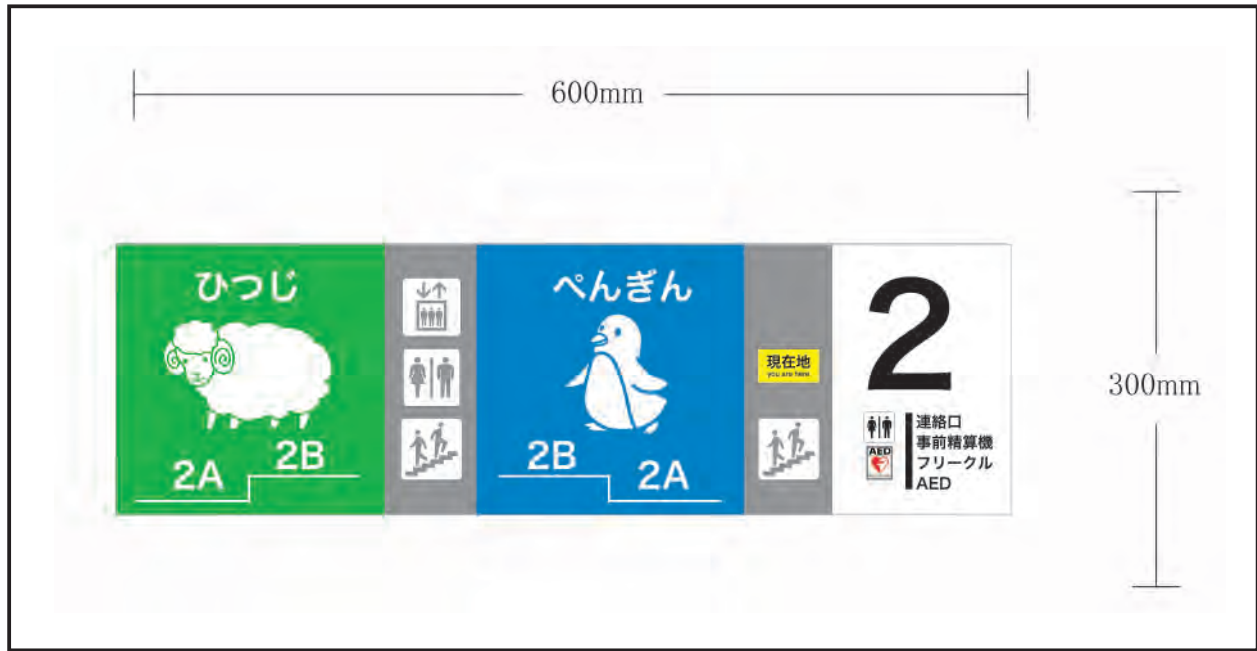 600mm
300mm
ひつじ
2A
2B
ぺんぎん
2B
2A
現在地
you are here
2
連絡口
事前精算機
フリークル
AED
AED